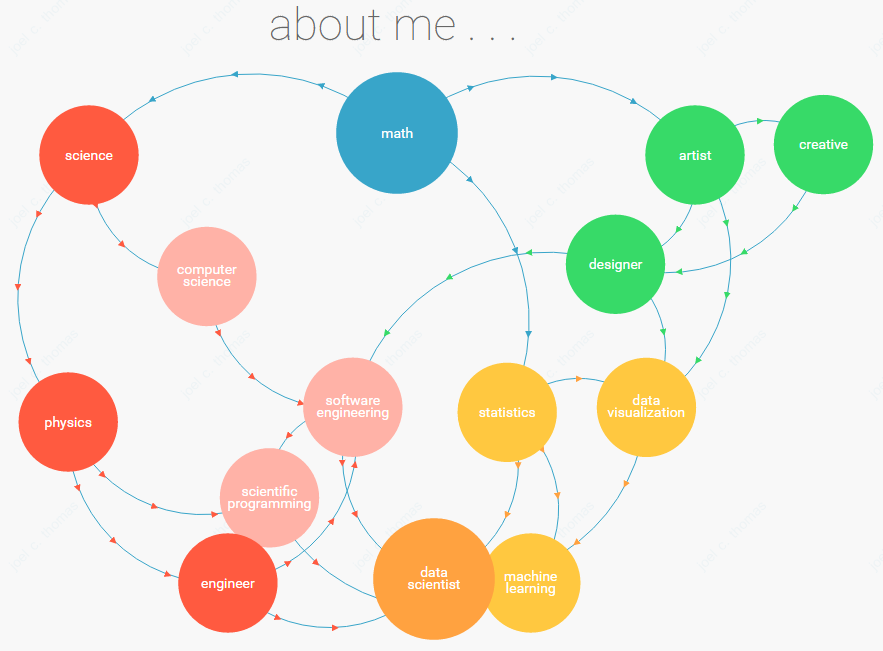 about me . . .
math
science
artist
creative
computer
science
designer
software
engineering
statistics
data
visualization
physics
scientific
programming
engineer
data
scientist
machine
learning